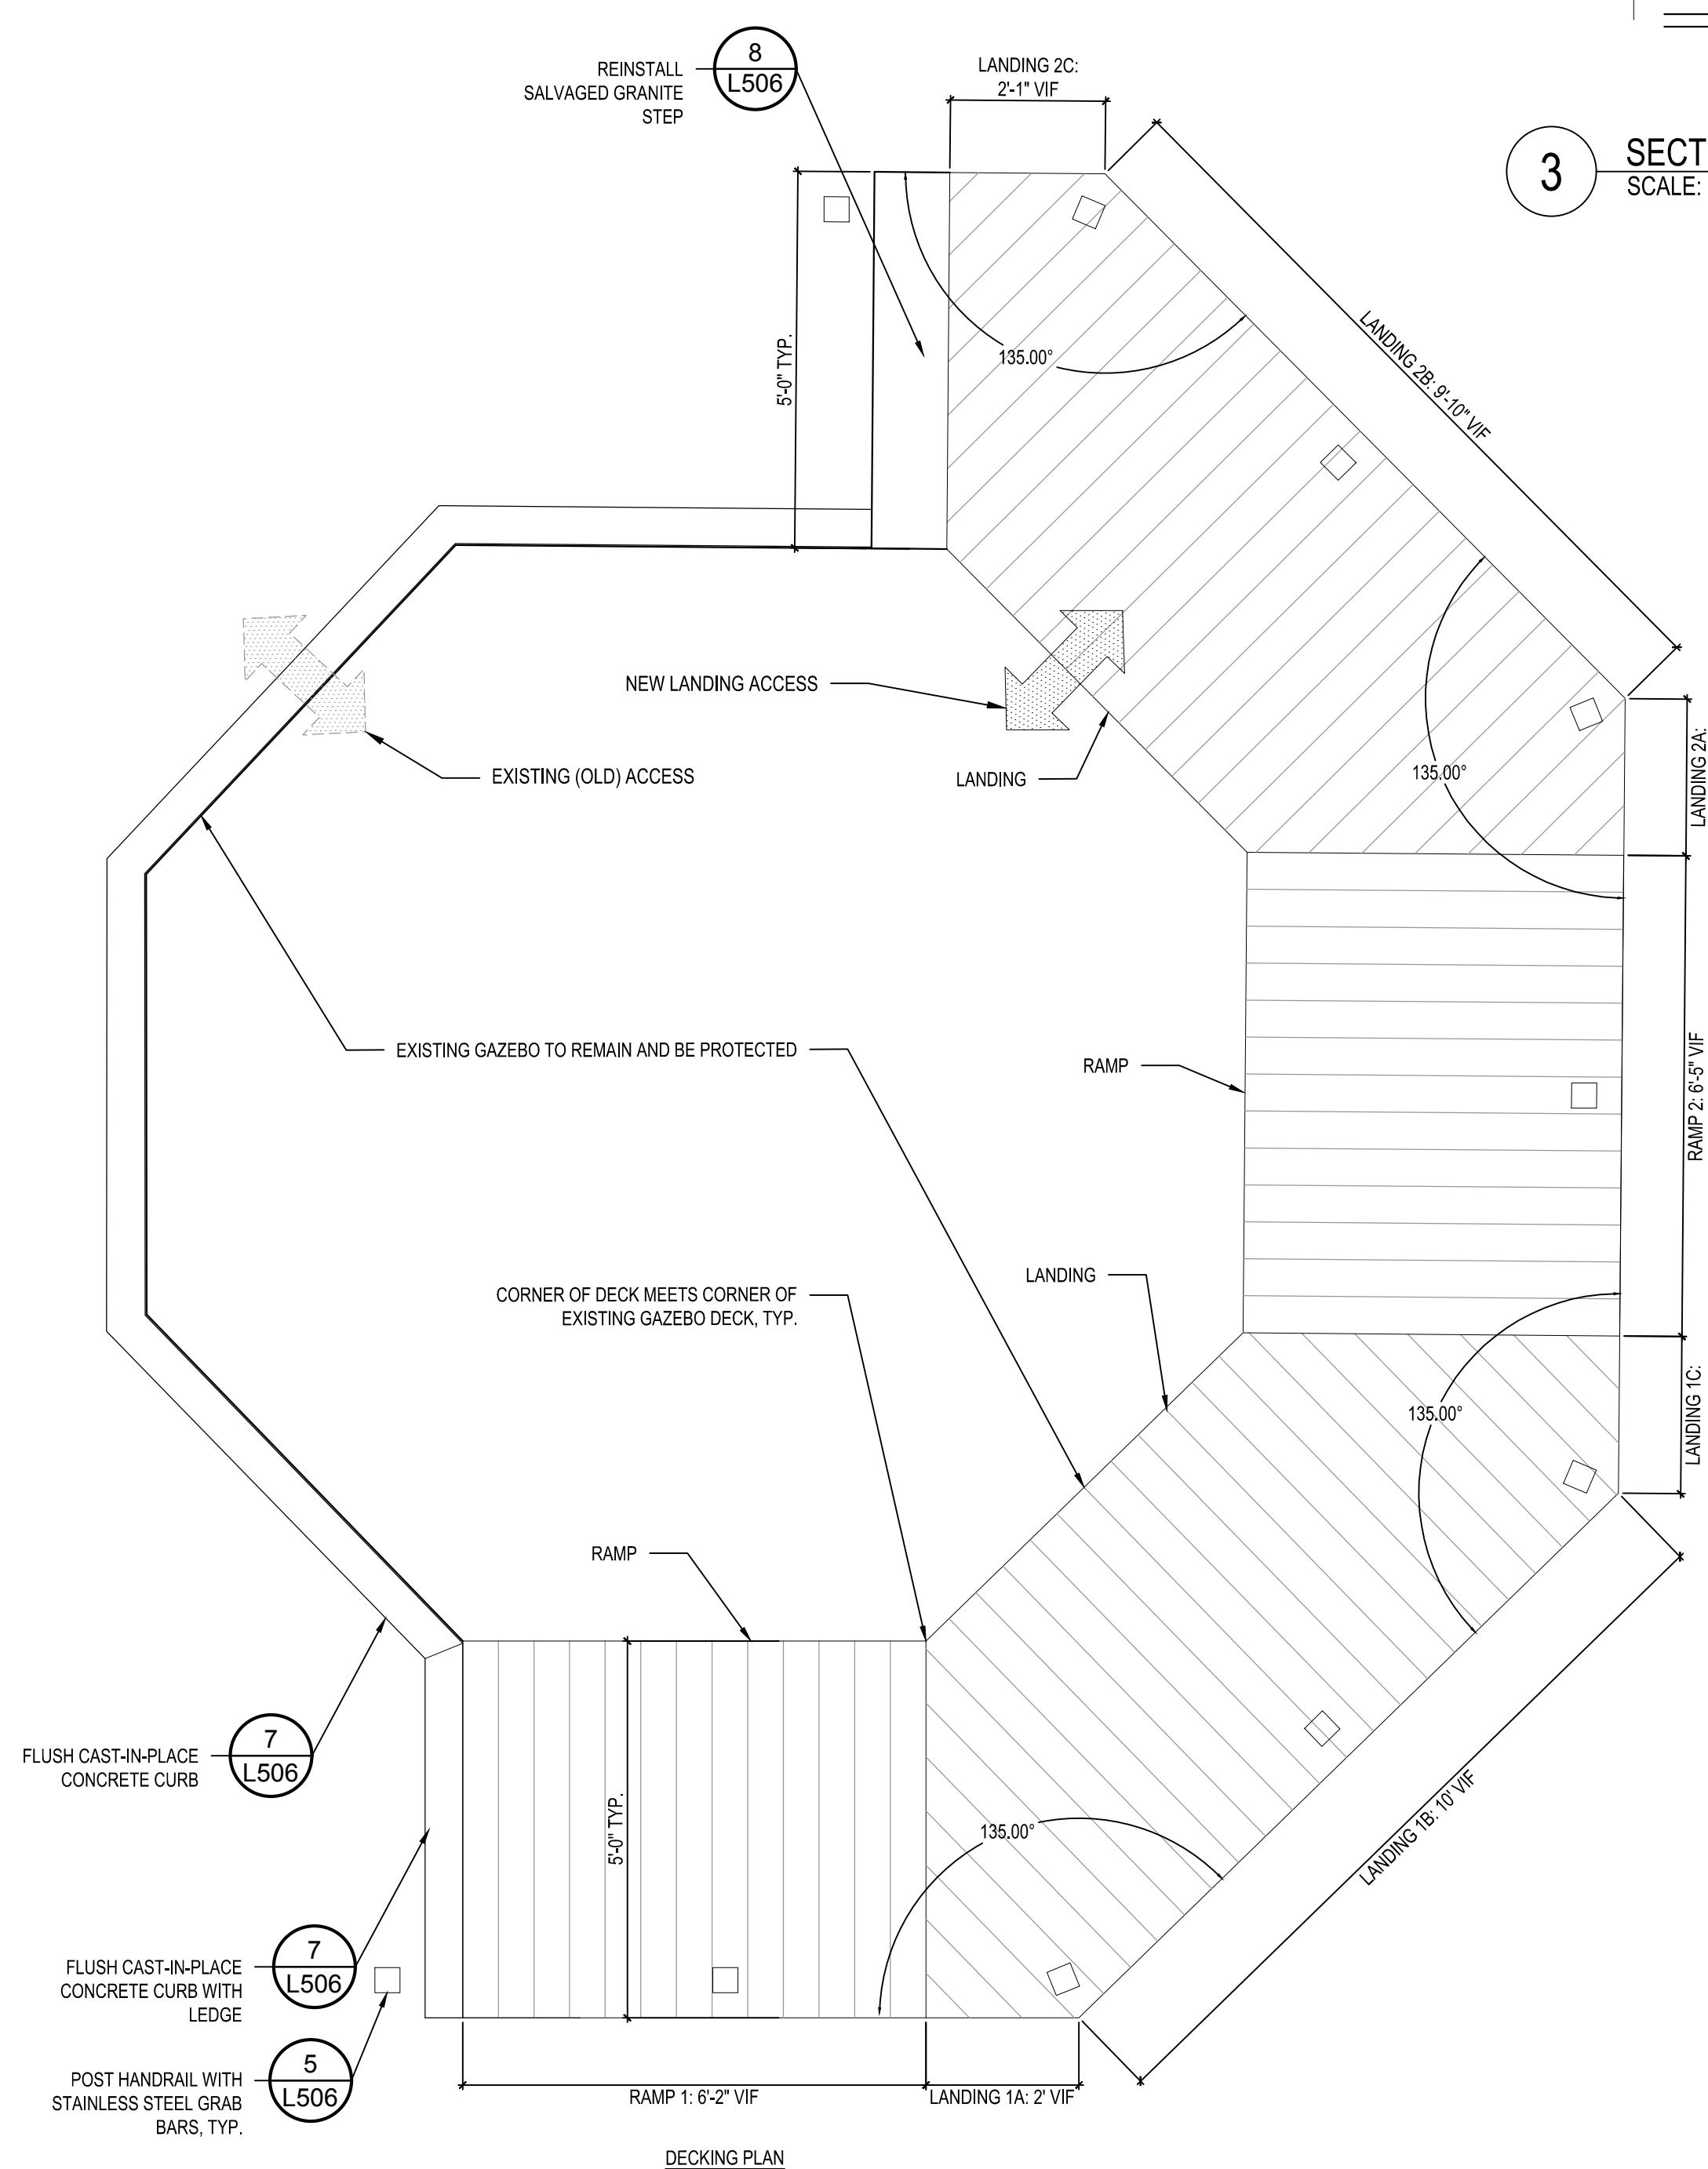 REINSTALL
SALVAGED GRANITE
STEP
8
L506
LANDING 2C:
2'-1" VIF
3
SECT
SCALE:
5'-0" TYP.
135.00°
LANDING 2B: 9'-10" VIF
NEW LANDING ACCESS
EXISTING (OLD) ACCESS
LANDING
135.00°
LANDING 2A:
EXISTING GAZEBO TO REMAIN AND BE PROTECTED
RAMP
RAMP 2: 6'-5" VIF
CORNER OF DECK MEETS CORNER OF
EXISTING GAZEBO DECK, TYP.
LANDING
135.00°
LANDING 1C:
RAMP
FLUSH CAST-IN-PLACE
CONCRETE CURB
7
L506
5'-0" TYP.
135.00°
LANDING 1B: 10' VIF
FLUSH CAST-IN-PLACE
CONCRETE CURB WITH
LEDGE
7
L506
POST HANDRAIL WITH
STAINLESS STEEL GRAB
BARS, TYP.
5
L506
RAMP 1: 6'-2" VIF
LANDING 1A: 2' VIF
DECKING PLAN